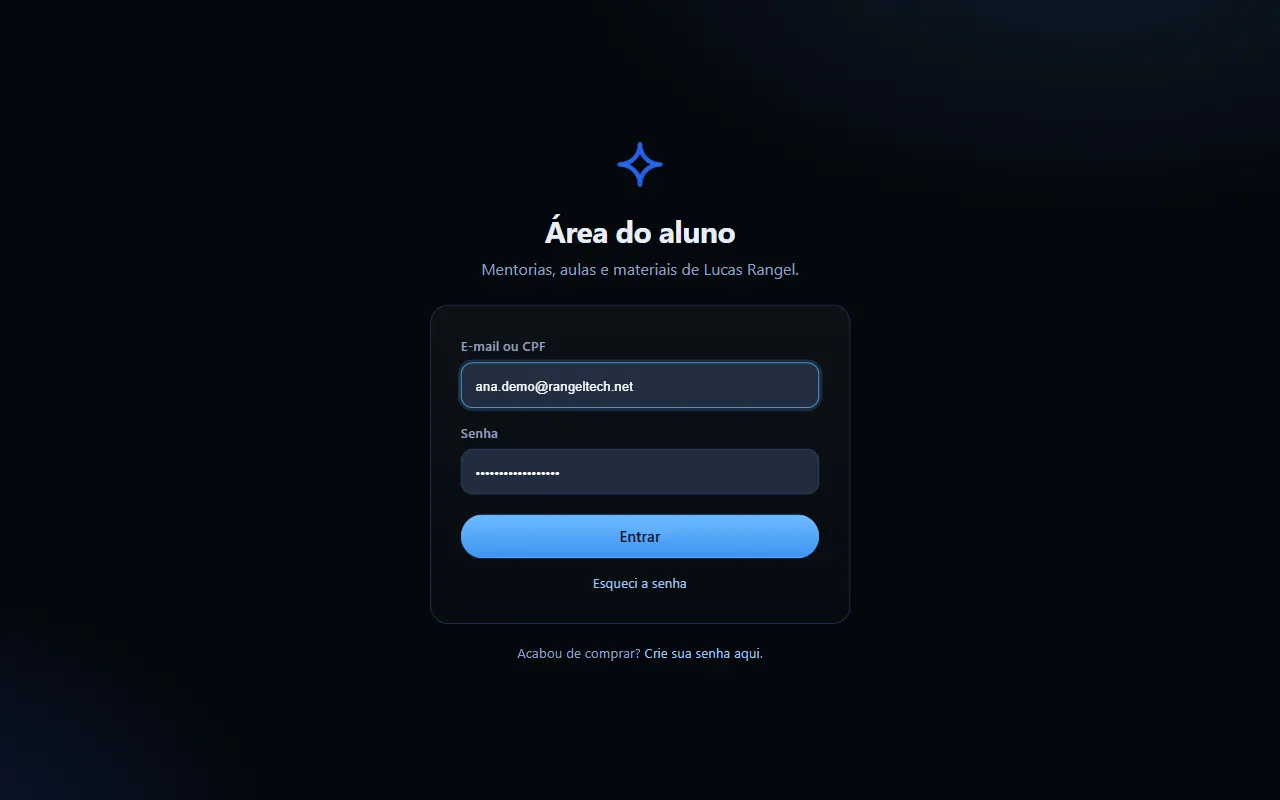 Área do aluno
Mentorias, aulas e materiais de Lucas Rangel.
E-mail ou CPF
ana.demo@rangeltech.net
Senha
••••••••••••••••••
Entrar
Esqueci a senha
Acabou de comprar? Crie sua senha aqui.